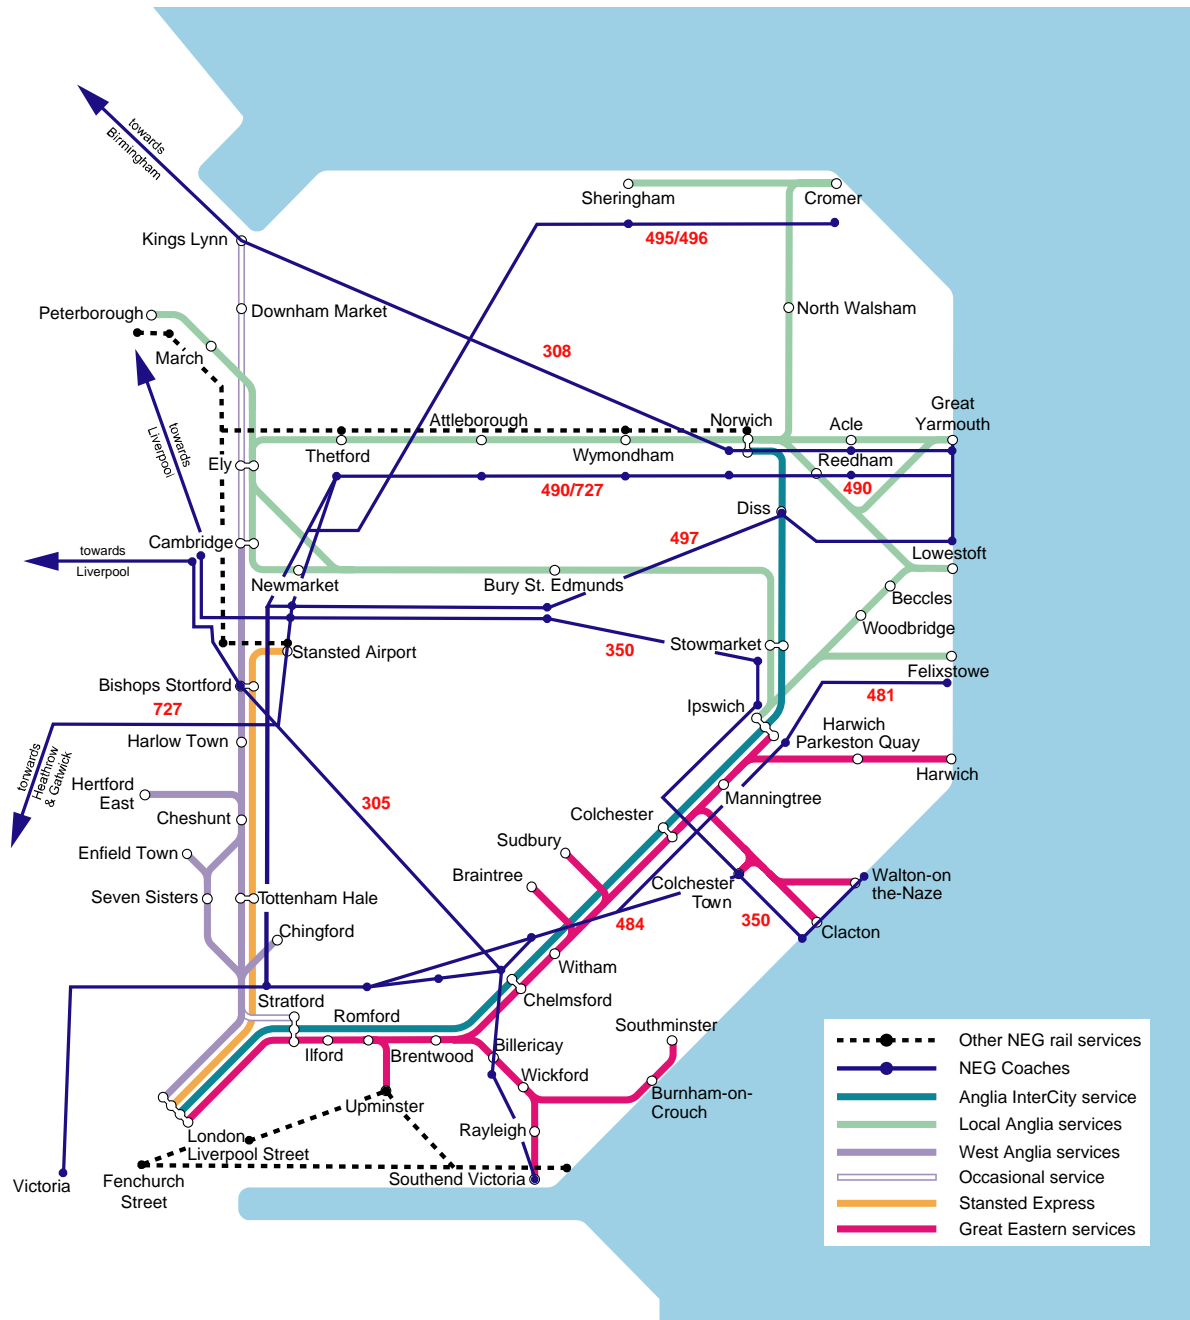 towards
Birmingham
Sheringham
Cromer
495/496
Kings Lynn
Downham Market
North Walsham
Peterborough
March
308
towards
Liverpool
Attleborough
Norwich
Acle
Great
Yarmouth
Thetford
Wymondham
Reedham
Ely
490/727
490
Diss
Cambridge
497
towards
Liverpool
Lowestoft
Newmarket
Bury St. Edmunds
Beccles
Woodbridge
Stansted Airport
350
Stowmarket
Felixstowe
Bishops Stortford
481
727
Ipswich
Harlow Town
Harwich
Parkeston Quay
torwards
Heathrow
& Gatwick
Harwich
Hertford
East
Manningtree
305
Cheshunt
Colchester
Sudbury
Enfield Town
Braintree
Colchester
Town
Walton-on
the-Naze
Seven Sisters
Tottenham Hale
484
350
Chingford
Clacton
Witham
Chelmsford
Stratford
Romford
Southminster
Ilford
Brentwood
Billericay
Wickford
Burnham-on-
Crouch
Upminster
Rayleigh
London
Liverpool Street
Fenchurch
Street
Southend Victoria
Victoria
Other NEG rail services
NEG Coaches
Anglia InterCity service
Local Anglia services
West Anglia services
Occasional service
Stansted Express
Great Eastern services